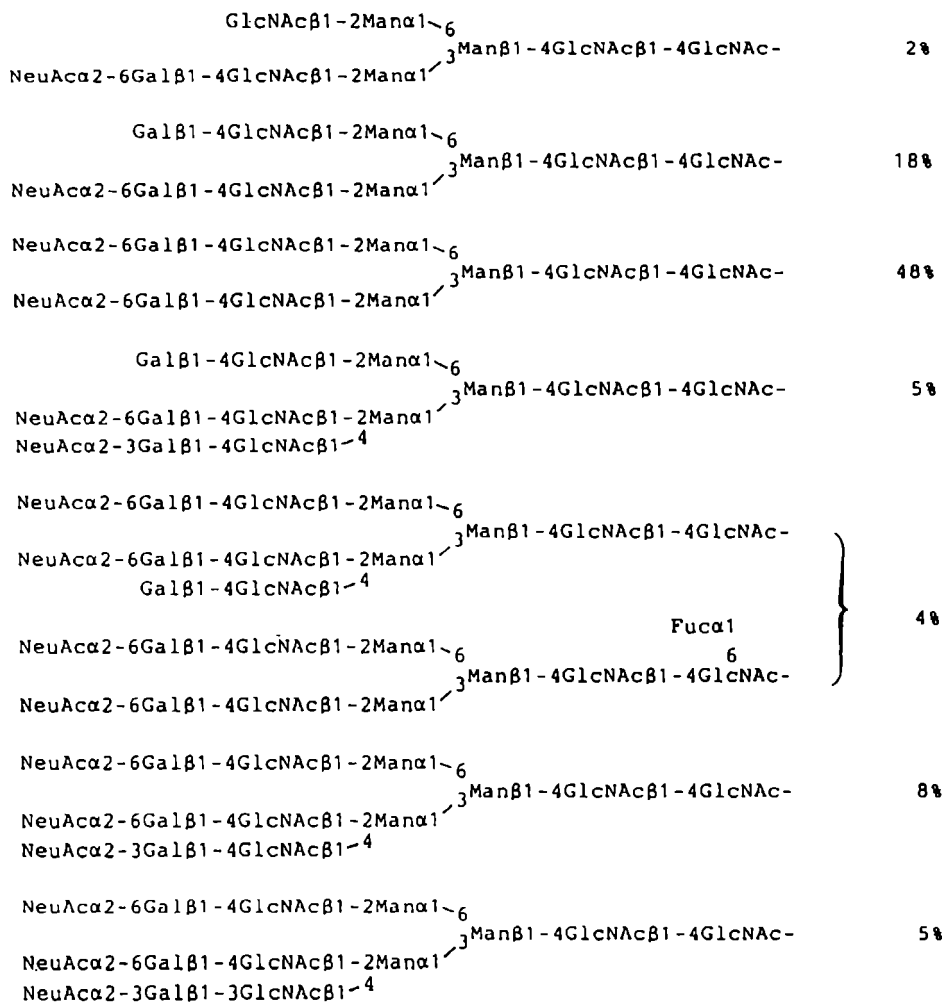 GlcNAcβ1-2Manα1 6
3Manβ1-4GlcNAcβ1-4GlcNAc- 2%
NeuAcα2-6Galβ1-4GlcNAcβ1-2Manα1
Galβ1-4GlcNAcβ1-2Manα1 6
3Manβ1-4GlcNAcβ1-4GlcNAc- 18%
NeuAcα2-6Galβ1-4GlcNAcβ1-2Manα1
NeuAcα2-6Galβ1-4GlcNAcβ1-2Manα1 6
3Manβ1-4GlcNAcβ1-4GlcNAc- 48%
NeuAcα2-6Galβ1-4GlcNAcβ1-2Manα1
Galβ1-4GlcNAcβ1-2Manα1 6
3Manβ1-4GlcNAcβ1-4GlcNAc- 5%
NeuAcα2-6Galβ1-4GlcNAcβ1-2Manα1
NeuAcα2-3Galβ1-4GlcNAcβ1-4
NeuAcα2-6Galβ1-4GlcNAcβ1-2Manα1 6
3Manβ1-4GlcNAcβ1-4GlcNAc-
NeuAcα2-6Galβ1-4GlcNAcβ1-2Manα1
Galβ1-4GlcNAcβ1-4
4%
Fucα1
NeuAcα2-6Galβ1-4GlcNAcβ1-2Manα1 6 6
3Manβ1-4GlcNAcβ1-4GlcNAc-
NeuAcα2-6Galβ1-4GlcNAcβ1-2Manα1
NeuAcα2-6Galβ1-4GlcNAcβ1-2Manα1 6
3Manβ1-4GlcNAcβ1-4GlcNAc- 8%
NeuAcα2-6Galβ1-4GlcNAcβ1-2Manα1
NeuAcα2-3Galβ1-4GlcNAcβ1-4
NeuAcα2-6Galβ1-4GlcNAcβ1-2Manα1 6
3Manβ1-4GlcNAcβ1-4GlcNAc- 5%
NeuAcα2-6Galβ1-4GlcNAcβ1-2Manα1
NeuAcα2-3Galβ1-3GlcNAcβ1-4